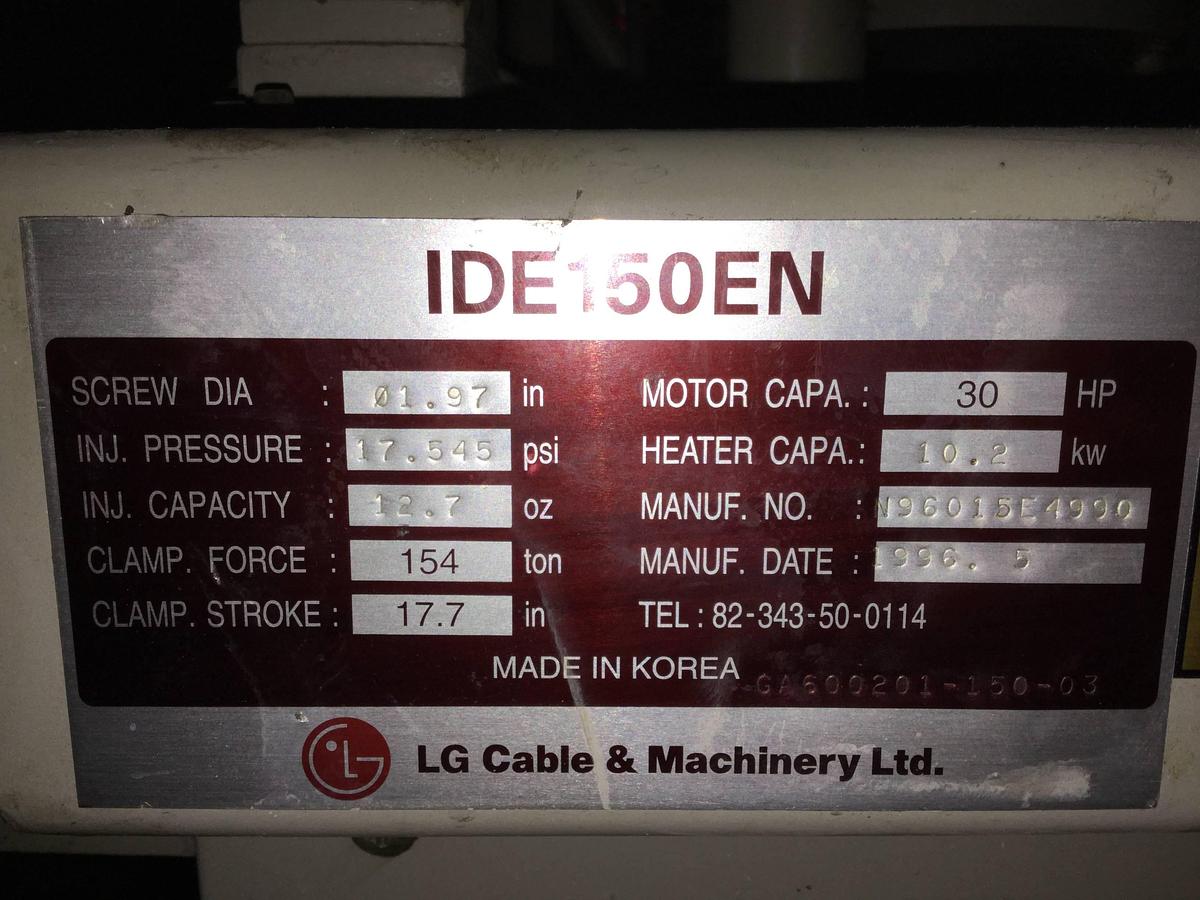 IDE150EN
SCREW DIA : Ø1.97 in MOTOR CAPA. : 30 HP
INJ. PRESSURE : 17.545 psi HEATER CAPA.: 10.2 kw
INJ. CAPACITY : 12.7 oz MANUF. NO. : N96015E4990
CLAMP. FORCE : 154 ton MANUF. DATE : 1996. 5
CLAMP. STROKE : 17.7 in TEL : 82-343-50-0114
MADE IN KOREA GA600201-150-03
LG LG Cable & Machinery Ltd.